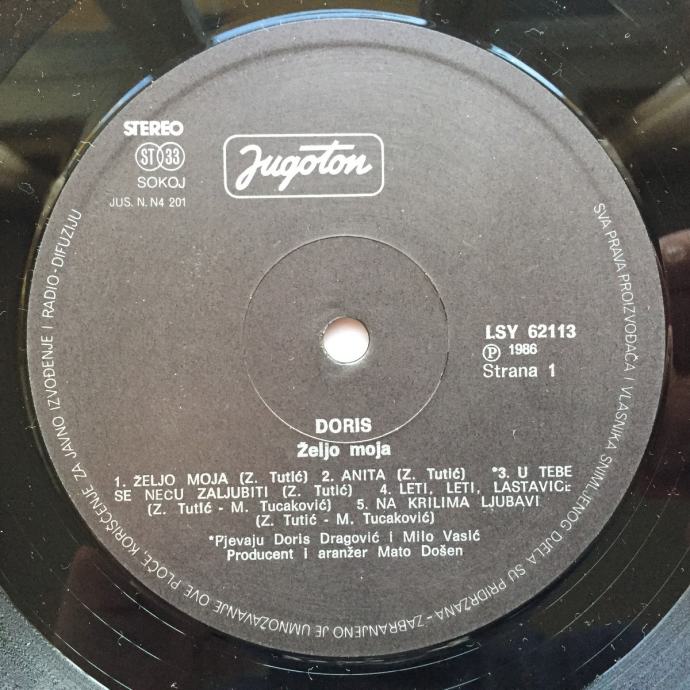 STEREO
ST 33
SOKOJ
JUS. N. N4 201
Jugoton
LSY 62113
Ⓟ 1986
Strana 1
DORIS
Željo moja
1. ŽELJO MOJA (Z. Tutić) 2. ANITA (Z. Tutić) *3. U TEBE
SE NEĆU ZALJUBITI (Z. Tutić) 4. LETI, LETI, LASTAVICE
(Z. Tutić - M. Tucaković) 5. NA KRILIMA LJUBAVI
(Z. Tutić - M. Tucaković)
*Pjevaju Doris Dragović i Milo Vasić
Producent i aranžer Mato Došen
SVA PRAVA PROIZVOĐAČA I VLASNIKA SNIMLJENOG DJELA SU PRIDRŽANA - ZABRANJENO JE UMNOŽAVANJE OVE PLOČE, KORIŠĆENJE ZA JAVNO IZVOĐENJE I RADIO-DIFUZIJU